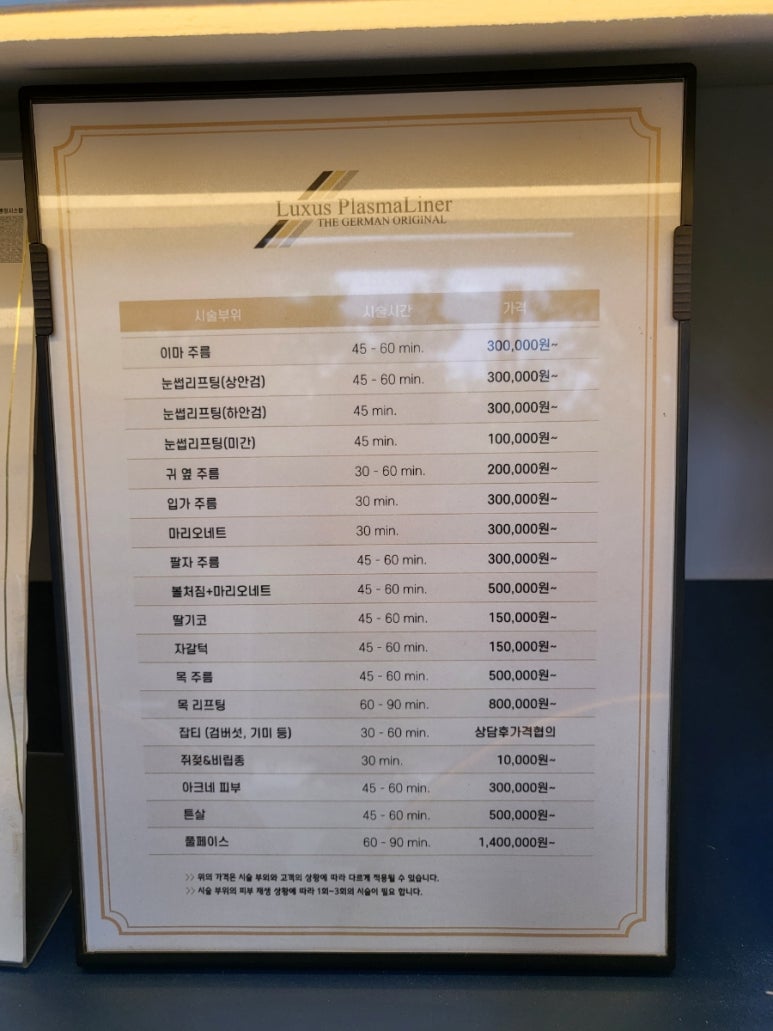 Luxus PlasmaLiner
THE GERMAN ORIGINAL
시술부위 시술시간 가격
이마 주름 45 - 60 min. 300,000원~
눈썹리프팅(상안검) 45 - 60 min. 300,000원~
눈썹리프팅(하안검) 45 min. 300,000원~
눈썹리프팅(미간) 45 min. 100,000원~
귀 옆 주름 30 - 60 min. 200,000원~
입가 주름 30 min. 300,000원~
마리오네트 30 min. 300,000원~
팔자 주름 45 - 60 min. 300,000원~
볼처짐+마리오네트 45 - 60 min. 500,000원~
딸기코 45 - 60 min. 150,000원~
자갈턱 45 - 60 min. 150,000원~
목 주름 45 - 60 min. 500,000원~
목 리프팅 60 - 90 min. 800,000원~
잡티 (검버섯, 기미 등) 30 - 60 min. 상담후가격협의
쥐젖&비립종 30 min. 10,000원~
아크네 피부 45 - 60 min. 300,000원~
튼살 45 - 60 min. 500,000원~
풀페이스 60 - 90 min. 1,400,000원~
>> 위의 가격은 시술 부위와 고객의 상황에 따라 다르게 적용될 수 있습니다.
>> 시술 부위의 피부 재생 상황에 따라 1회~3회의 시술이 필요 합니다.